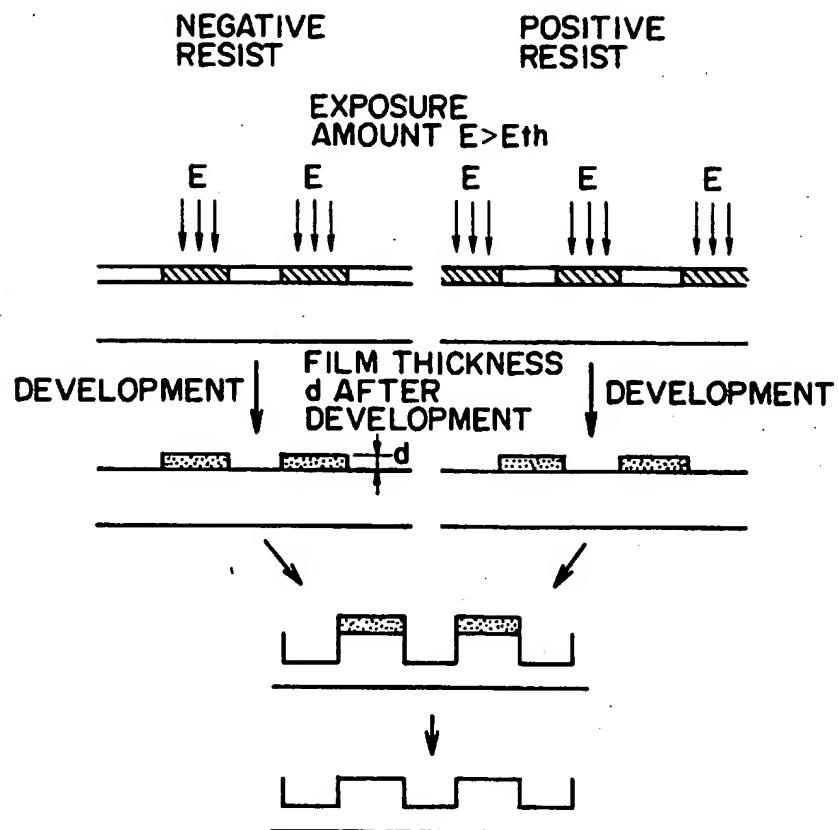 NEGATIVE
RESIST
POSITIVE
RESIST
EXPOSURE
AMOUNT E>Eth
E
E
E
E
E
DEVELOPMENT
FILM THICKNESS
d AFTER
DEVELOPMENT
DEVELOPMENT
d